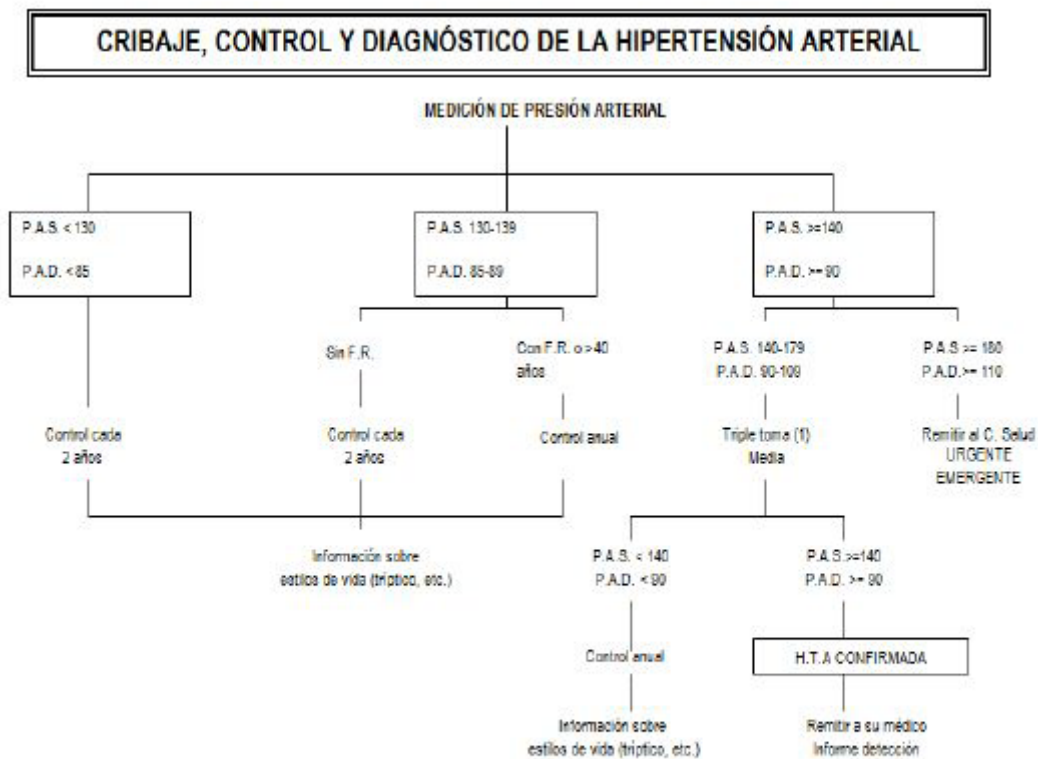 CRIBAJE, CONTROL Y DIAGNÓSTICO DE LA HIPERTENSIÓN ARTERIAL
MEDICIÓN DE PRESIÓN ARTERIAL
P.A.S. < 130
P.A.D. < 85
P.A.S. 130-139
P.A.D. 85-89
P.A.S. >=140
P.A.D. >= 90
Sin F.R.
Con F.R. o >40
años
P.A.S. 140-179
P.A.D. 90-109
P.A.S >= 180
P.A.D.>= 110
Control cada
2 años
Control cada
2 años
Control anual
Triple toma (1)
Media
Remitir al C. Salud
URGENTE
EMERGENTE
Información sobre
estilos de vida (tríptico, etc.)
P.A.S. < 140
P.A.D. < 90
P.A.S.>=140
P.A.D. >= 90
Control anual
H.T.A CONFIRMADA
Información sobre
estilos de vida (tríptico, etc.)
Remitir a su médico
Informe detección